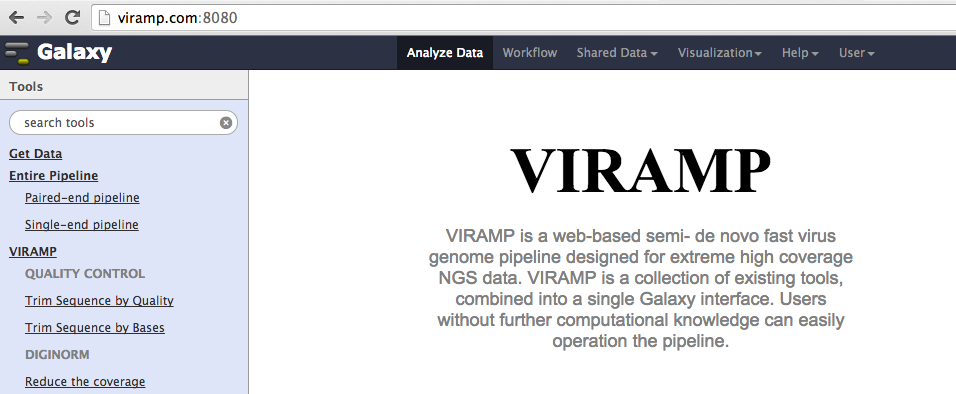 viramp.com:8080
Galaxy
Analyze Data Workflow Shared Data Visualization Help User
Tools
search tools
Get Data
Entire Pipeline
Paired-end pipeline
Single-end pipeline
VIRAMP
QUALITY CONTROL
Trim Sequence by Quality
Trim Sequence by Bases
DIGINORM
Reduce the coverage
VIRAMP
VIRAMP is a web-based semi- de novo fast virus
genome pipeline designed for extreme high coverage
NGS data. VIRAMP is a collection of existing tools,
combined into a single Galaxy interface. Users
without further computational knowledge can easily
operation the pipeline.